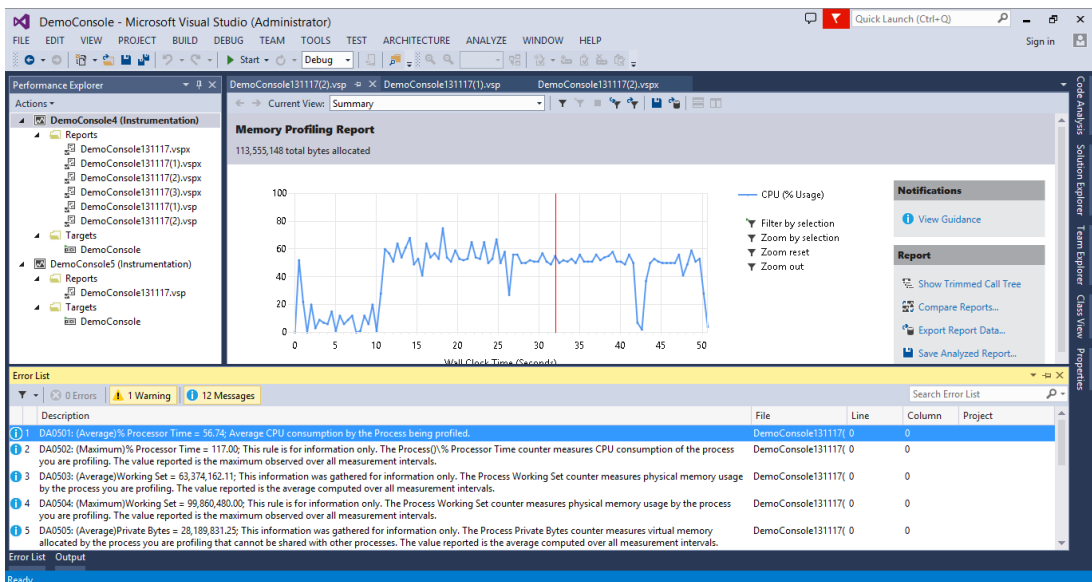 DemoConsole - Microsoft Visual Studio (Administrator)
Quick Launch (Ctrl+Q)
FILE EDIT VIEW PROJECT BUILD DEBUG TEAM TOOLS TEST ARCHITECTURE ANALYZE WINDOW HELP
Sign in
Start Debug
Performance Explorer
Actions
DemoConsole4 (Instrumentation)
Reports
DemoConsole131117.vspx
DemoConsole131117(1).vspx
DemoConsole131117(2).vspx
DemoConsole131117(3).vspx
DemoConsole131117(1).vsp
DemoConsole131117(2).vsp
Targets
DemoConsole
DemoConsole5 (Instrumentation)
Reports
DemoConsole131117.vsp
Targets
DemoConsole
DemoConsole131117(2).vsp DemoConsole131117(1).vsp DemoConsole131117(2).vspx
Current View: Summary
Memory Profiling Report
113,555,148 total bytes allocated
100
80
60
40
20
0
0 5 10 15 20 25 30 35 40 45 50
Wall Clock Time (Seconds)
CPU (% Usage)
Filter by selection
Zoom by selection
Zoom reset
Zoom out
Notifications
View Guidance
Report
Show Trimmed Call Tree
Compare Reports...
Export Report Data...
Save Analyzed Report...
Code Analysis
Solution Explorer
Team Explorer
Class View
Properties
Error List
0 Errors 1 Warning 12 Messages
Search Error List
Description File Line Column Project
1 DA0501: (Average)% Processor Time = 56.74; Average CPU consumption by the Process being profiled. DemoConsole131117( 0 0
2 DA0502: (Maximum)% Processor Time = 117.00; This rule is for information only. The Process()\% Processor Time counter measures CPU consumption of the process DemoConsole131117( 0 0
you are profiling. The value reported is the maximum observed over all measurement intervals.
3 DA0503: (Average)Working Set = 63,374,162.11; This information was gathered for information only. The Process Working Set counter measures physical memory usage DemoConsole131117( 0 0
by the process you are profiling. The value reported is the average computed over all measurement intervals.
4 DA0504: (Maximum)Working Set = 99,860,480.00; This rule is for information only. The Process Working Set counter measures physical memory usage by the process DemoConsole131117( 0 0
you are profiling. The value reported is the maximum observed over all measurement intervals.
5 DA0505: (Average)Private Bytes = 28,189,831.25; This information was gathered for information only. The Process Private Bytes counter measures virtual memory DemoConsole131117( 0 0
allocated by the process you are profiling that cannot be shared with other processes. The value reported is the average computed over all measurement intervals.
Error List Output
Ready